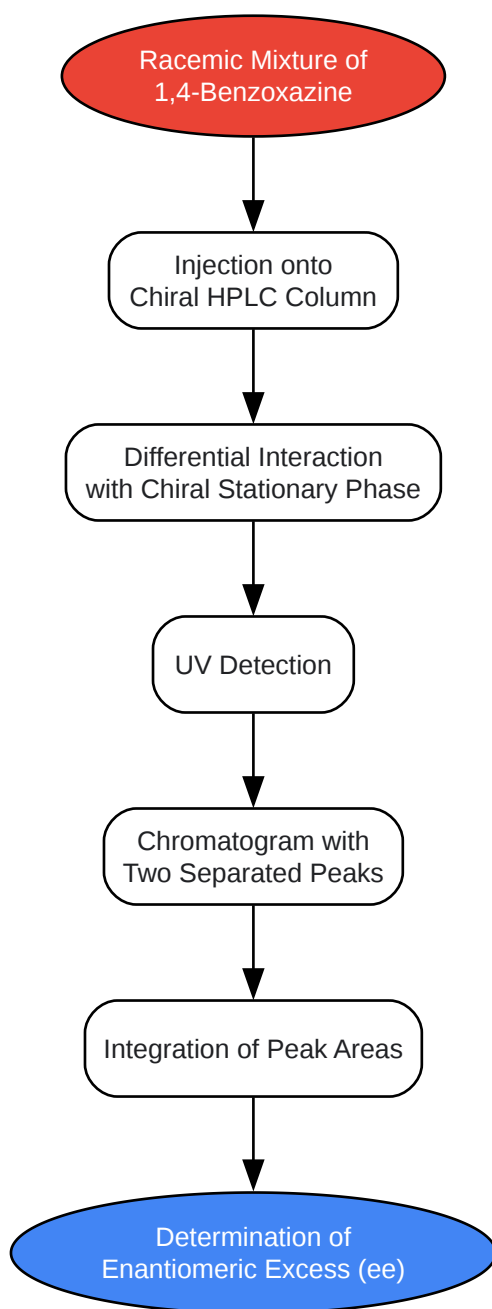 Racemic Mixture of
1,4-Benzoxazine
Injection onto
Chiral HPLC Column
Differential Interaction
with Chiral Stationary Phase
UV Detection
Chromatogram with
Two Separated Peaks
Integration of Peak Areas
Determination of
Enantiomeric Excess (ee)